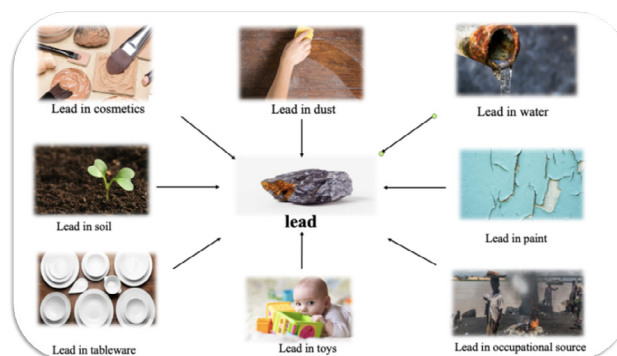 Lead in cosmetics
Lead in dust
Lead in water
Lead in soil
lead
Lead in paint
Lead in tableware
Lead in toys
Lead in occupational source